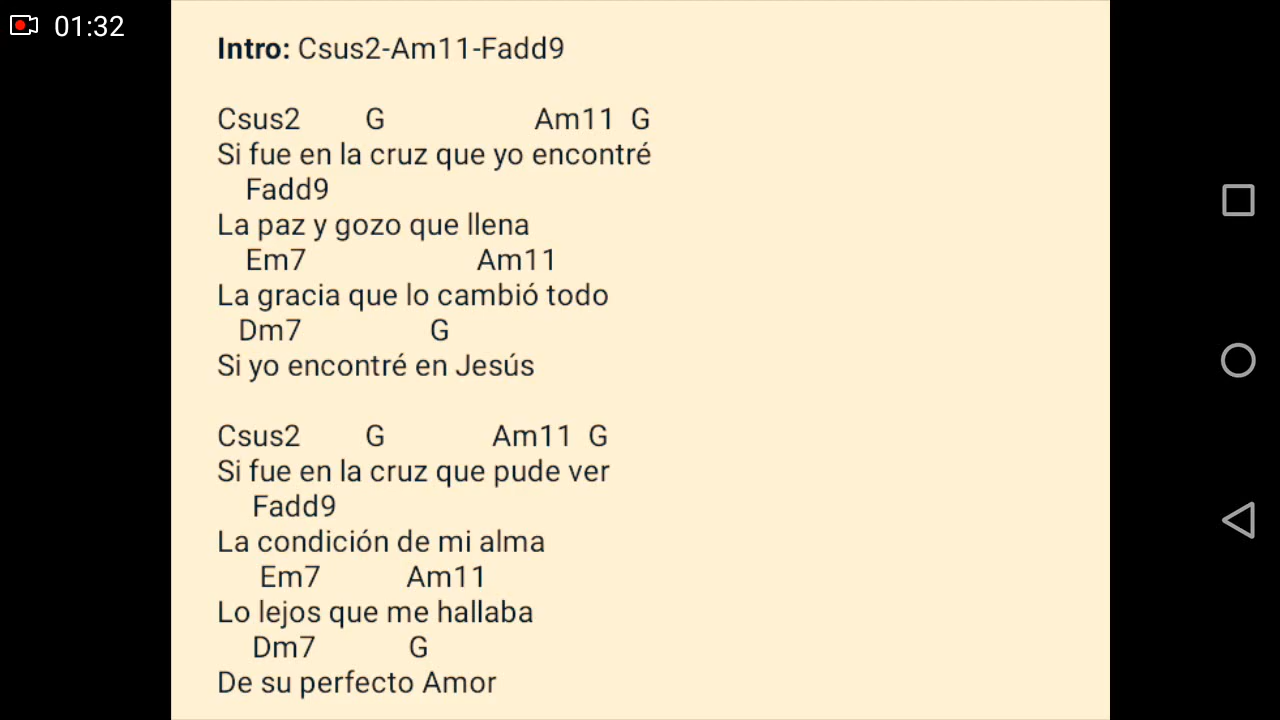 01:32
Intro: Csus2-Am11-Fadd9
Csus2 G Am11 G
Si fue en la cruz que yo encontré
Fadd9
La paz y gozo que llena
Em7 Am11
La gracia que lo cambió todo
Dm7 G
Si yo encontré en Jesús
Csus2 G Am11 G
Si fue en la cruz que pude ver
Fadd9
La condición de mi alma
Em7 Am11
Lo lejos que me hallaba
Dm7 G
De su perfecto Amor